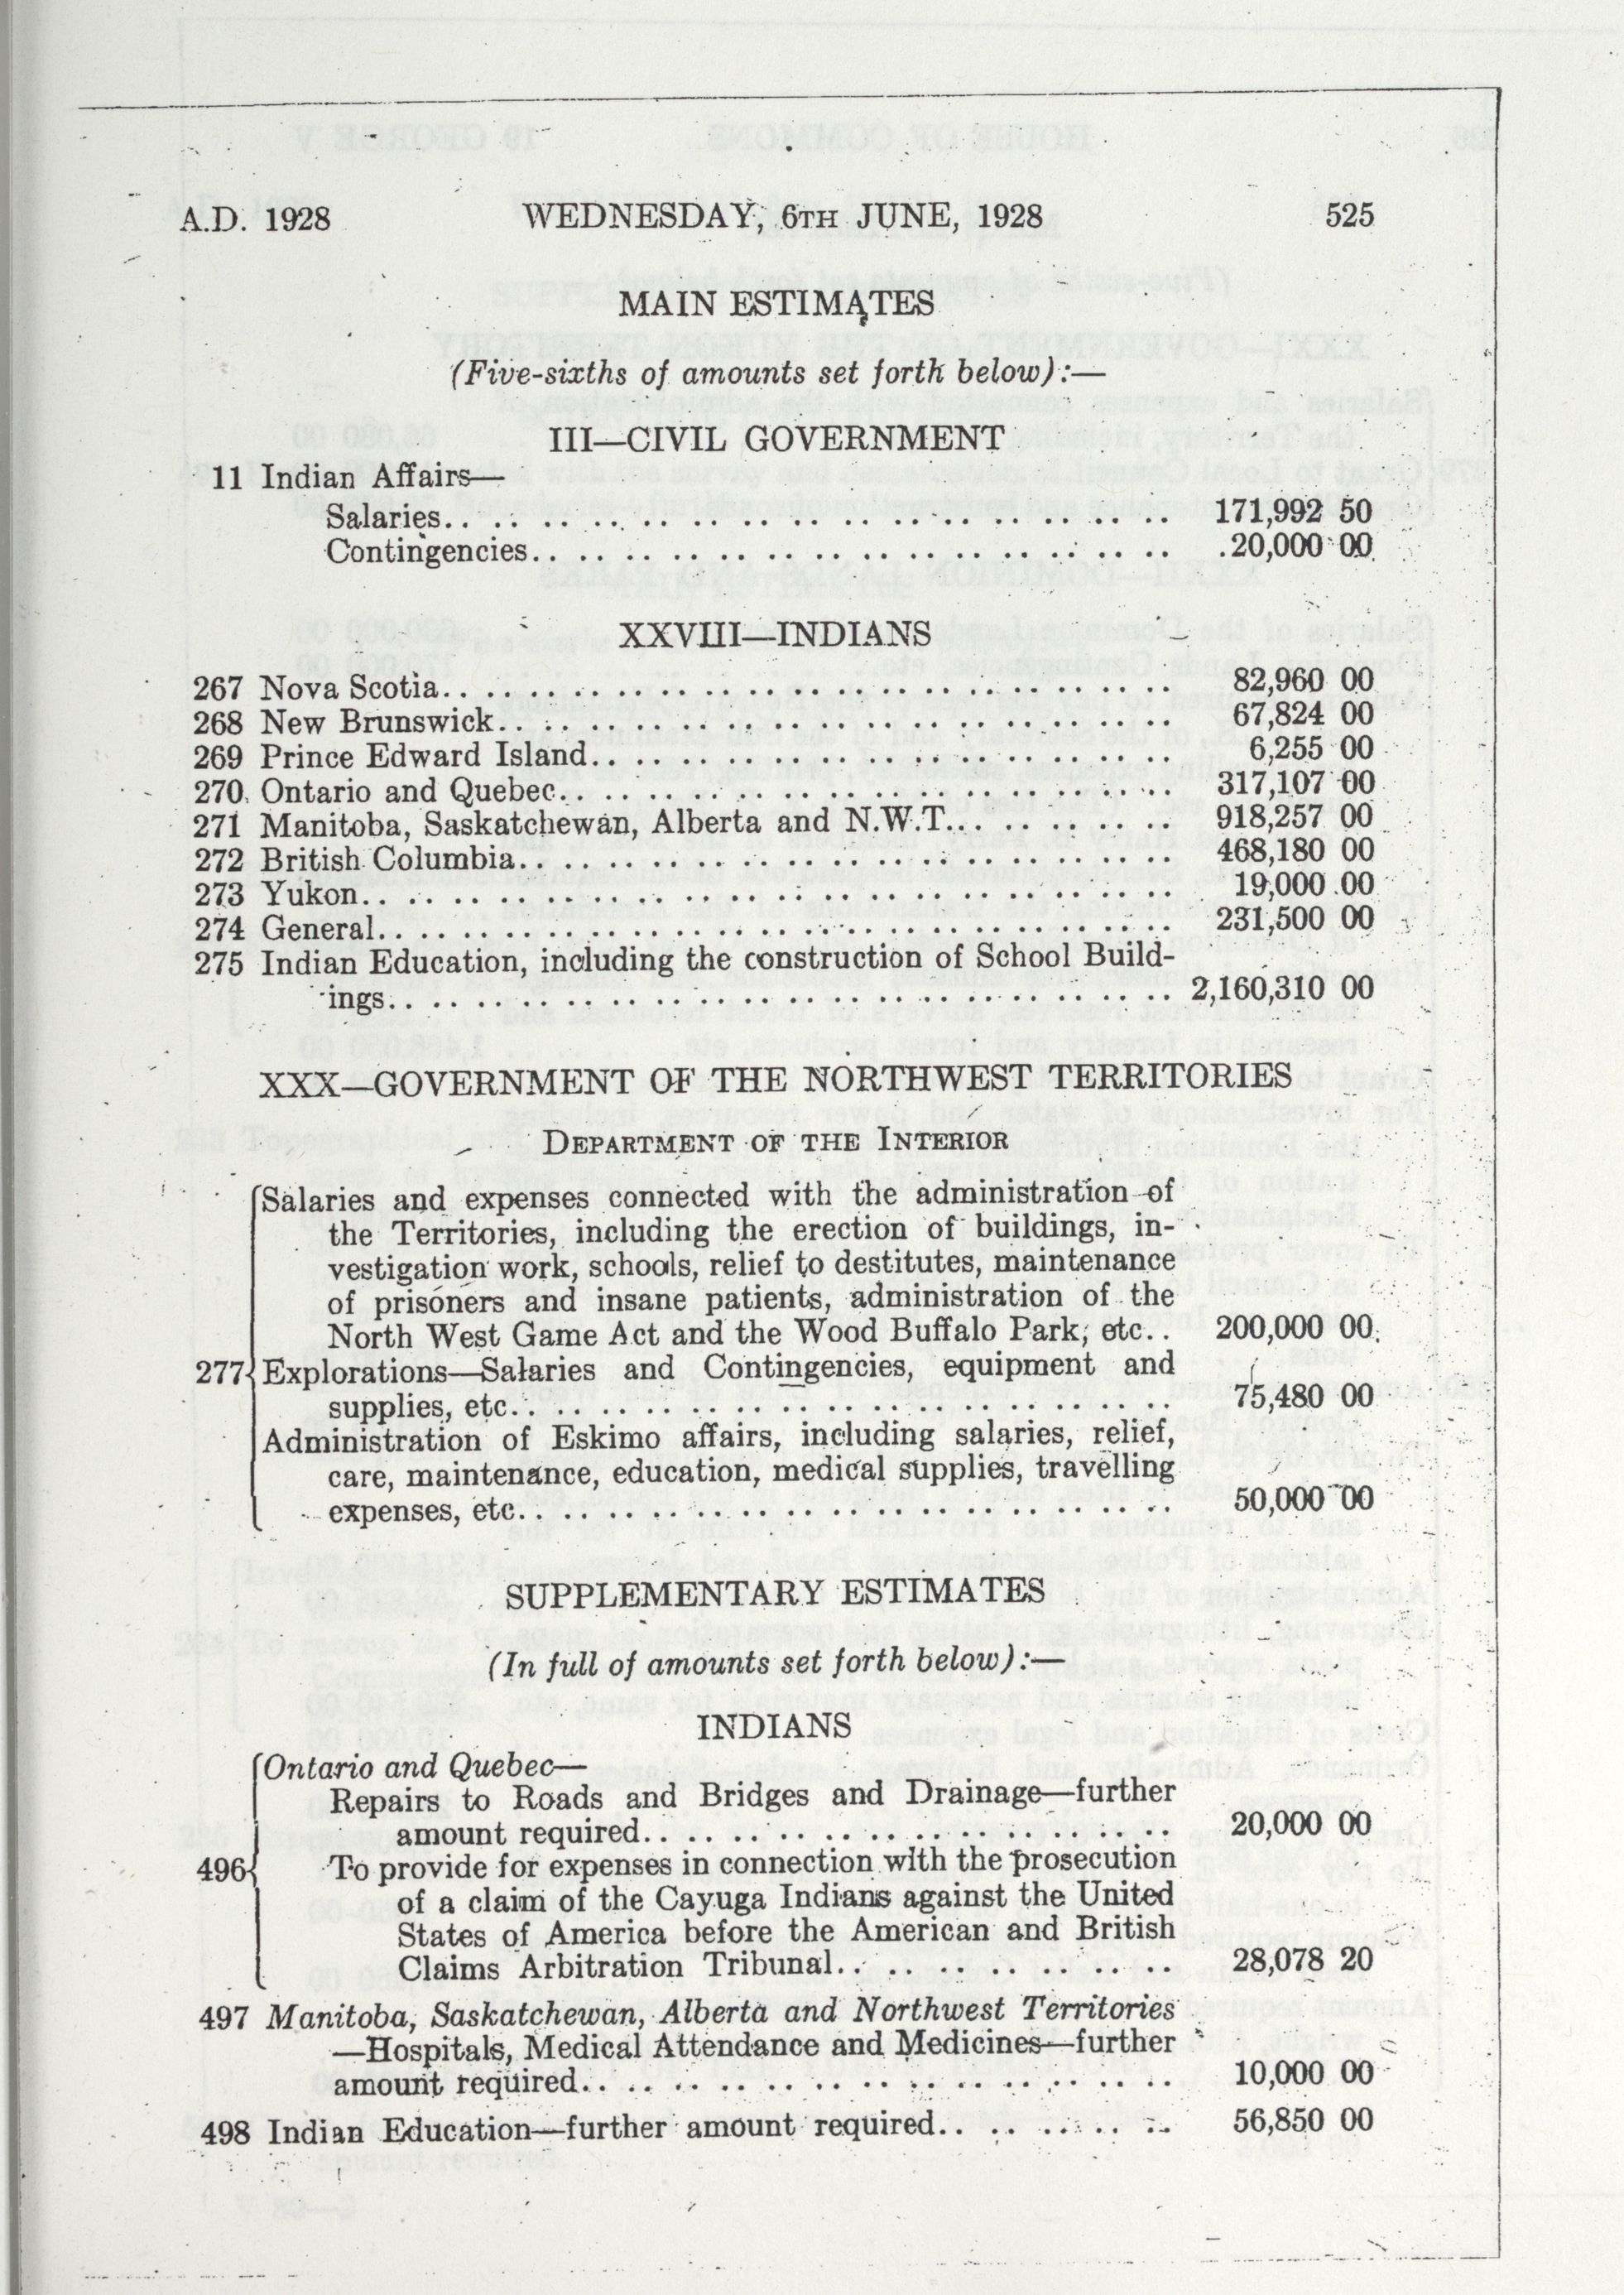 A.D. 1928 WEDNESDAY, 6TH JUNE, 1928 525
MAIN ESTIMATES
(Five-sixths of amounts set forth below):—
III—CIVIL GOVERNMENT
11 Indian Affairs—
Salaries.. .. .. .. .. .. .. .. .. .. .. .. .. .. .. .. 171,992 50
Contingencies.. .. .. .. .. .. .. .. .. .. .. .. .. .. 20,000 00
XXVIII—INDIANS
267 Nova Scotia.. .. .. .. .. .. .. .. .. .. .. .. .. .. .. .. 82,960 00
268 New Brunswick.. .. .. .. .. .. .. .. .. .. .. .. .. .. .. 67,824 00
269 Prince Edward Island.. .. .. .. .. .. .. .. .. .. .. .. .. 6,255 00
270 Ontario and Quebec.. .. .. .. .. .. .. .. .. .. .. .. .. .. 317,107 00
271 Manitoba, Saskatchewan, Alberta and N.W.T... .. .. .. .. 918,257 00
272 British Columbia.. .. .. .. .. .. .. .. .. .. .. .. .. .. .. 468,180 00
273 Yukon.. .. .. .. .. .. .. .. .. .. .. .. .. .. .. .. .. .. 19,000 00
274 General.. .. .. .. .. .. .. .. .. .. .. .. .. .. .. .. .. .. 231,500 00
275 Indian Education, including the construction of School Build-
ings.. .. .. .. .. .. .. .. .. .. .. .. .. .. .. .. .. .. 2,160,310 00
XXX—GOVERNMENT OF THE NORTHWEST TERRITORIES
DEPARTMENT OF THE INTERIOR
Salaries and expenses connected with the administration of
the Territories, including the erection of buildings, in-
vestigation work, schools, relief to destitutes, maintenance
of prisoners and insane patients, administration of the
North West Game Act and the Wood Buffalo Park, etc.. 200,000 00
277 Explorations—Salaries and Contingencies, equipment and
supplies, etc.. .. .. .. .. .. .. .. .. .. .. .. .. .. .. 75,480 00
Administration of Eskimo affairs, including salaries, relief,
care, maintenance, education, medical supplies, travelling
expenses, etc.. .. .. .. .. .. .. .. .. .. .. .. .. .. .. 50,000 00
SUPPLEMENTARY ESTIMATES
(In full of amounts set forth below):—
INDIANS
Ontario and Quebec—
Repairs to Roads and Bridges and Drainage—further
amount required.. .. .. .. .. .. .. .. .. .. .. .. 20,000 00
496 To provide for expenses in connection with the prosecution
of a claim of the Cayuga Indians against the United
States of America before the American and British
Claims Arbitration Tribunal.. .. .. .. .. .. .. .. 28,078 20
497 Manitoba, Saskatchewan, Alberta and Northwest Territories
—Hospitals, Medical Attendance and Medicines—further
amount required.. .. .. .. .. .. .. .. .. .. .. .. .. 10,000 00
498 Indian Education—further amount required.. .. .. .. .. .. 56,850 00